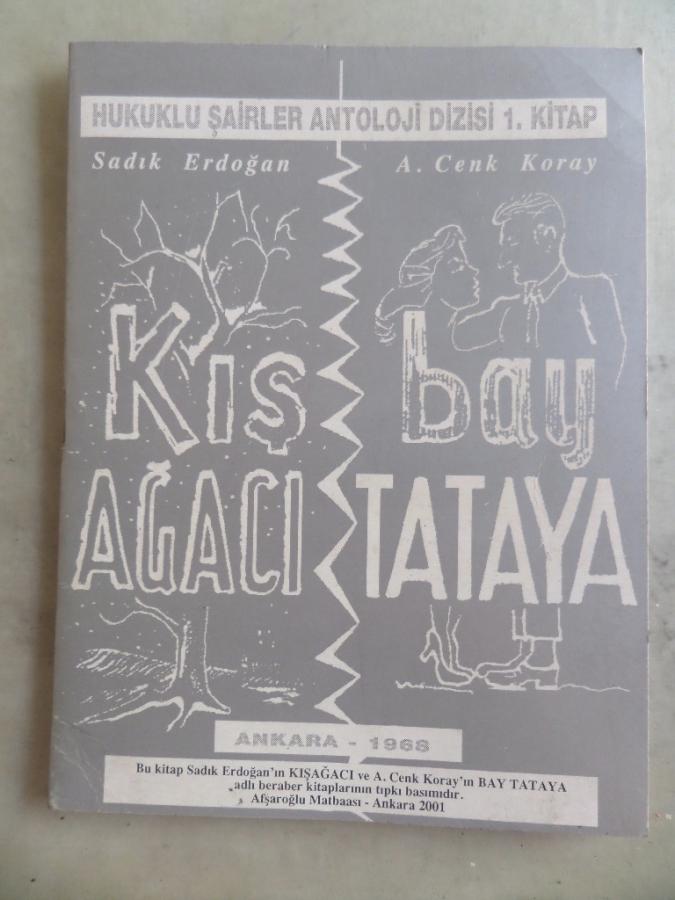 HUKUKLU ŞAİRLER ANTOLOJİ DİZİSİ 1. KİTAP
Sadık Erdoğan
A. Cenk Koray
Kış
AĞACI
bay
TATAYA
ANKARA - 1968
Bu kitap Sadık Erdoğan'ın KIŞAĞACI ve A. Cenk Koray'ın BAY TATAYA
adlı beraber kitaplarının tıpkı basımıdır.
Afşaroğlu Matbaası - Ankara 2001